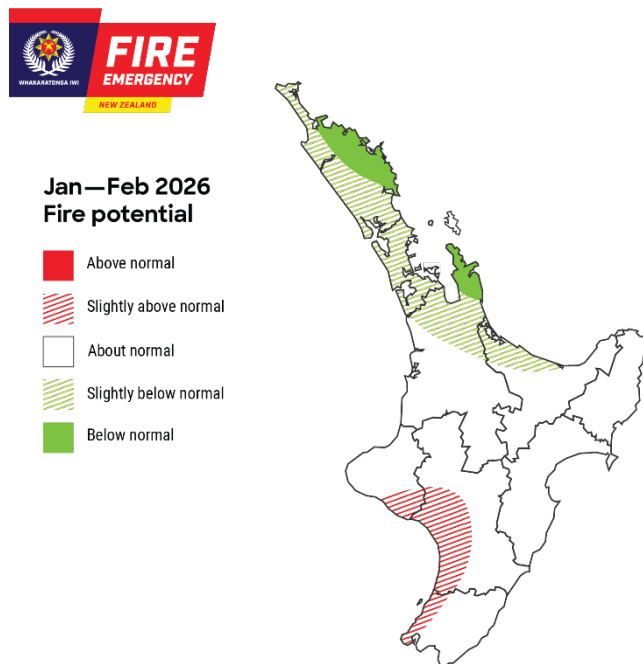 WHAKARATONGA IWI
FIRE
EMERGENCY
NEW ZEALAND
Jan—Feb 2026
Fire potential
Above normal
Slightly above normal
About normal
Slightly below normal
Below normal